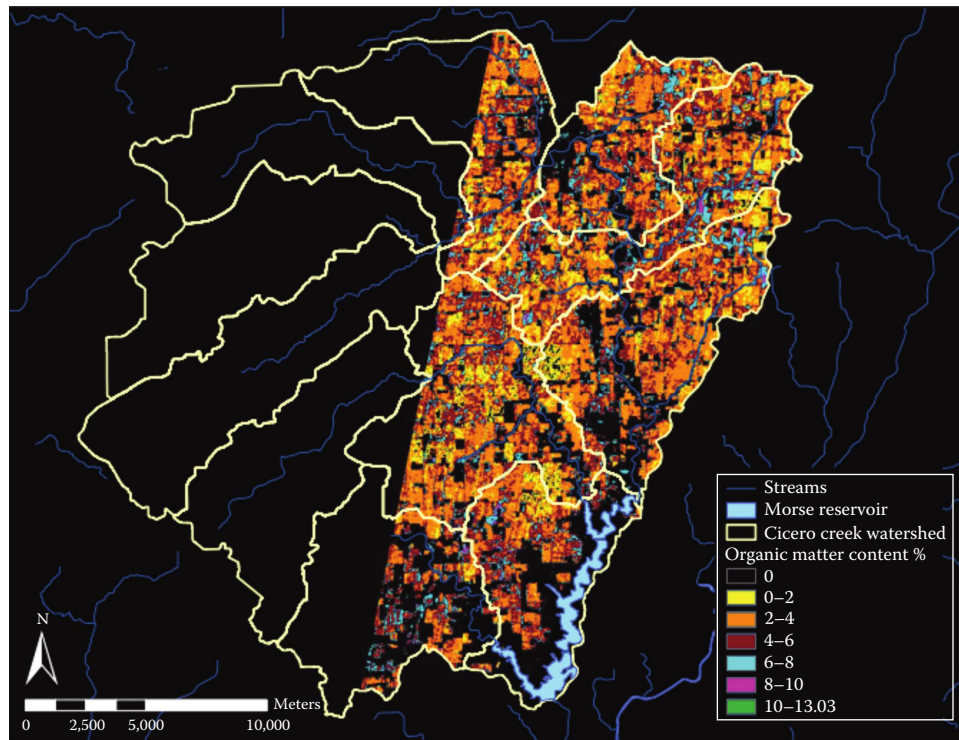 N
Meters
0 2,500 5,000 10,000
Streams
Morse reservoir
Cicero creek watershed
Organic matter content %
0
0–2
2–4
4–6
6–8
8–10
10–13.03